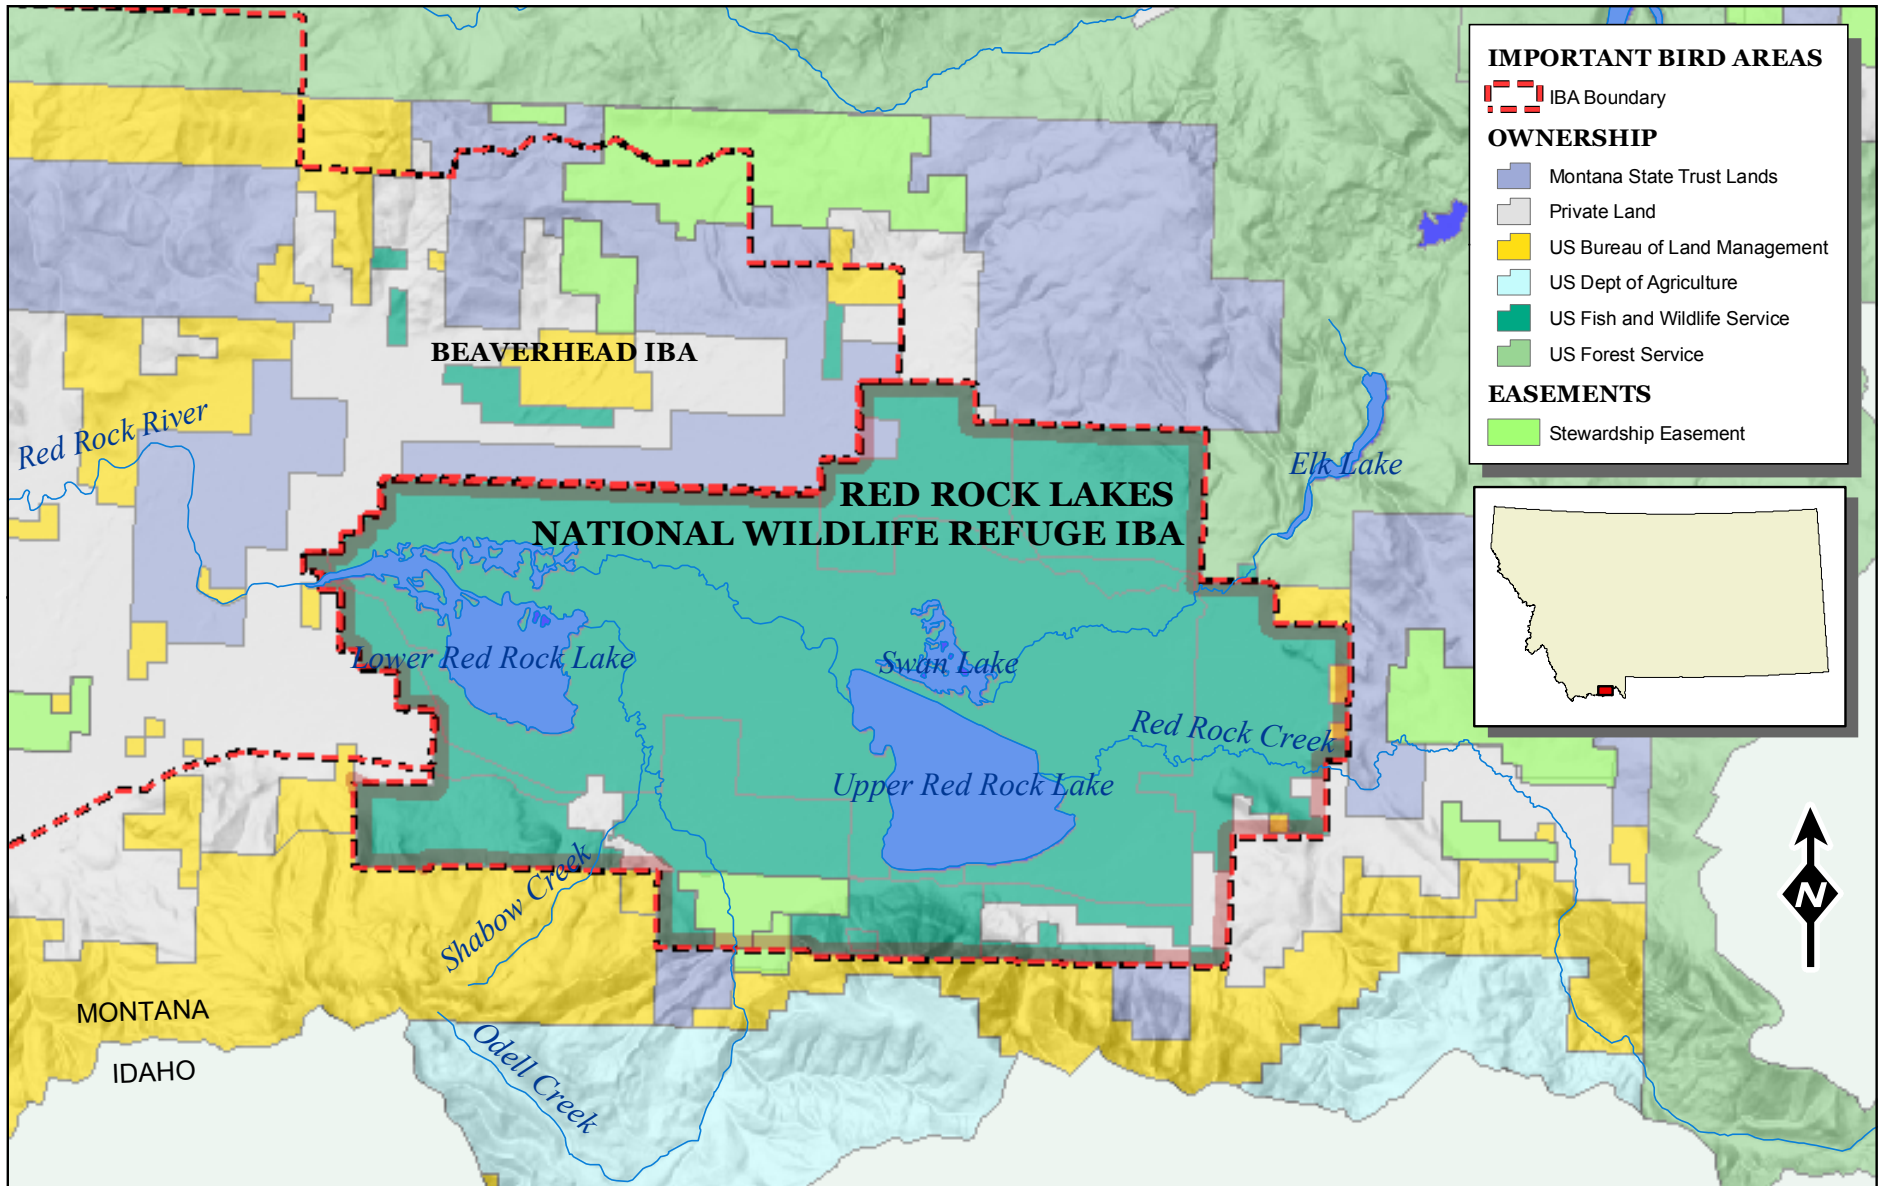 IMPORTANT BIRD AREAS
IBA Boundary
OWNERSHIP
Montana State Trust Lands
Private Land
US Bureau of Land Management
US Dept of Agriculture
US Fish and Wildlife Service
US Forest Service
EASEMENTS
Stewardship Easement
BEAVERHEAD IBA
Red Rock River
Elk Lake
RED ROCK LAKES
NATIONAL WILDLIFE REFUGE IBA
Lower Red Rock Lake
Swan Lake
Red Rock Creek
Upper Red Rock Lake
Shabow Creek
N
MONTANA
IDAHO
Odell Creek